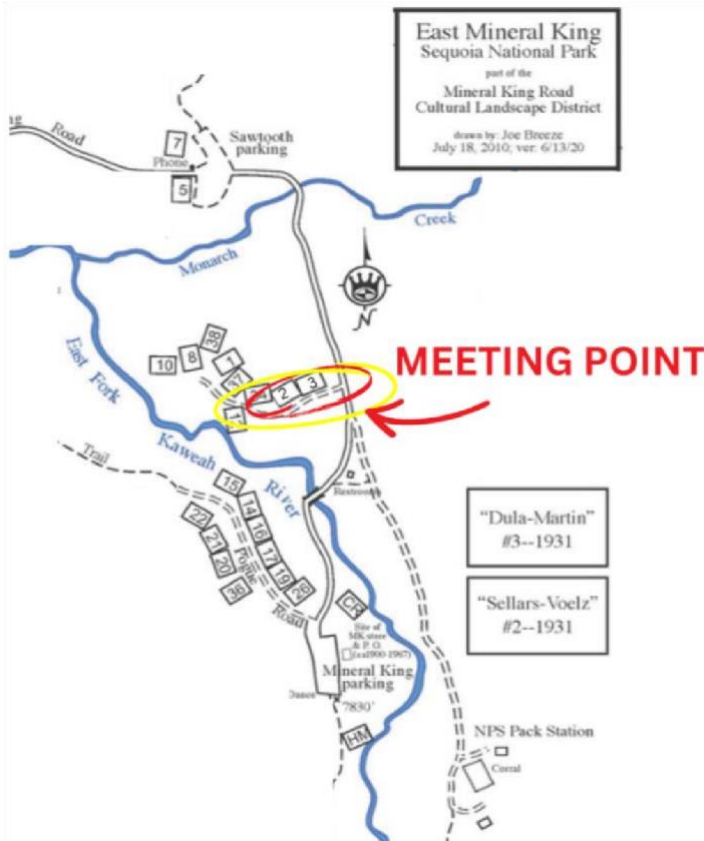 East Mineral King
Sequoia National Park
part of the
Mineral King Road
Cultural Landscape District
drawn by: Joe Breeze
July 18, 2010; ver: 6/13/20
Road
7
Sawtooth
parking
Phone
5
Creek
Monarch
N
38
8
10
1
2
3
MEETING POINT
East Fork
Kaweah
River
Trail
Restrooms
15
22
14
21
16
20
17
36
19
26
Pogue
Road
"Dula-Martin"
#3--1931
"Sellars-Voelz"
#2--1931
CR
Site of
MK store
& P. O.
Mineral King
parking
7830'
HM
NPS Pack Station
Corral